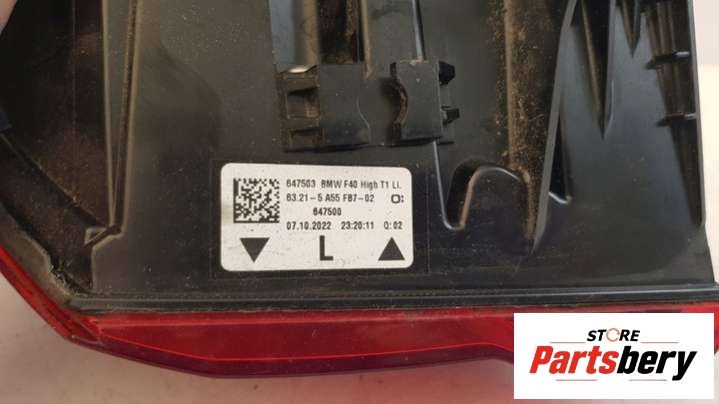 647503 BMW F40 High T1 LI.
63.21-5 A55 FB7-02 O:
647500
07.10.2022 23:20:11 Q:02
▼ L ▲
STORE
Partsbery